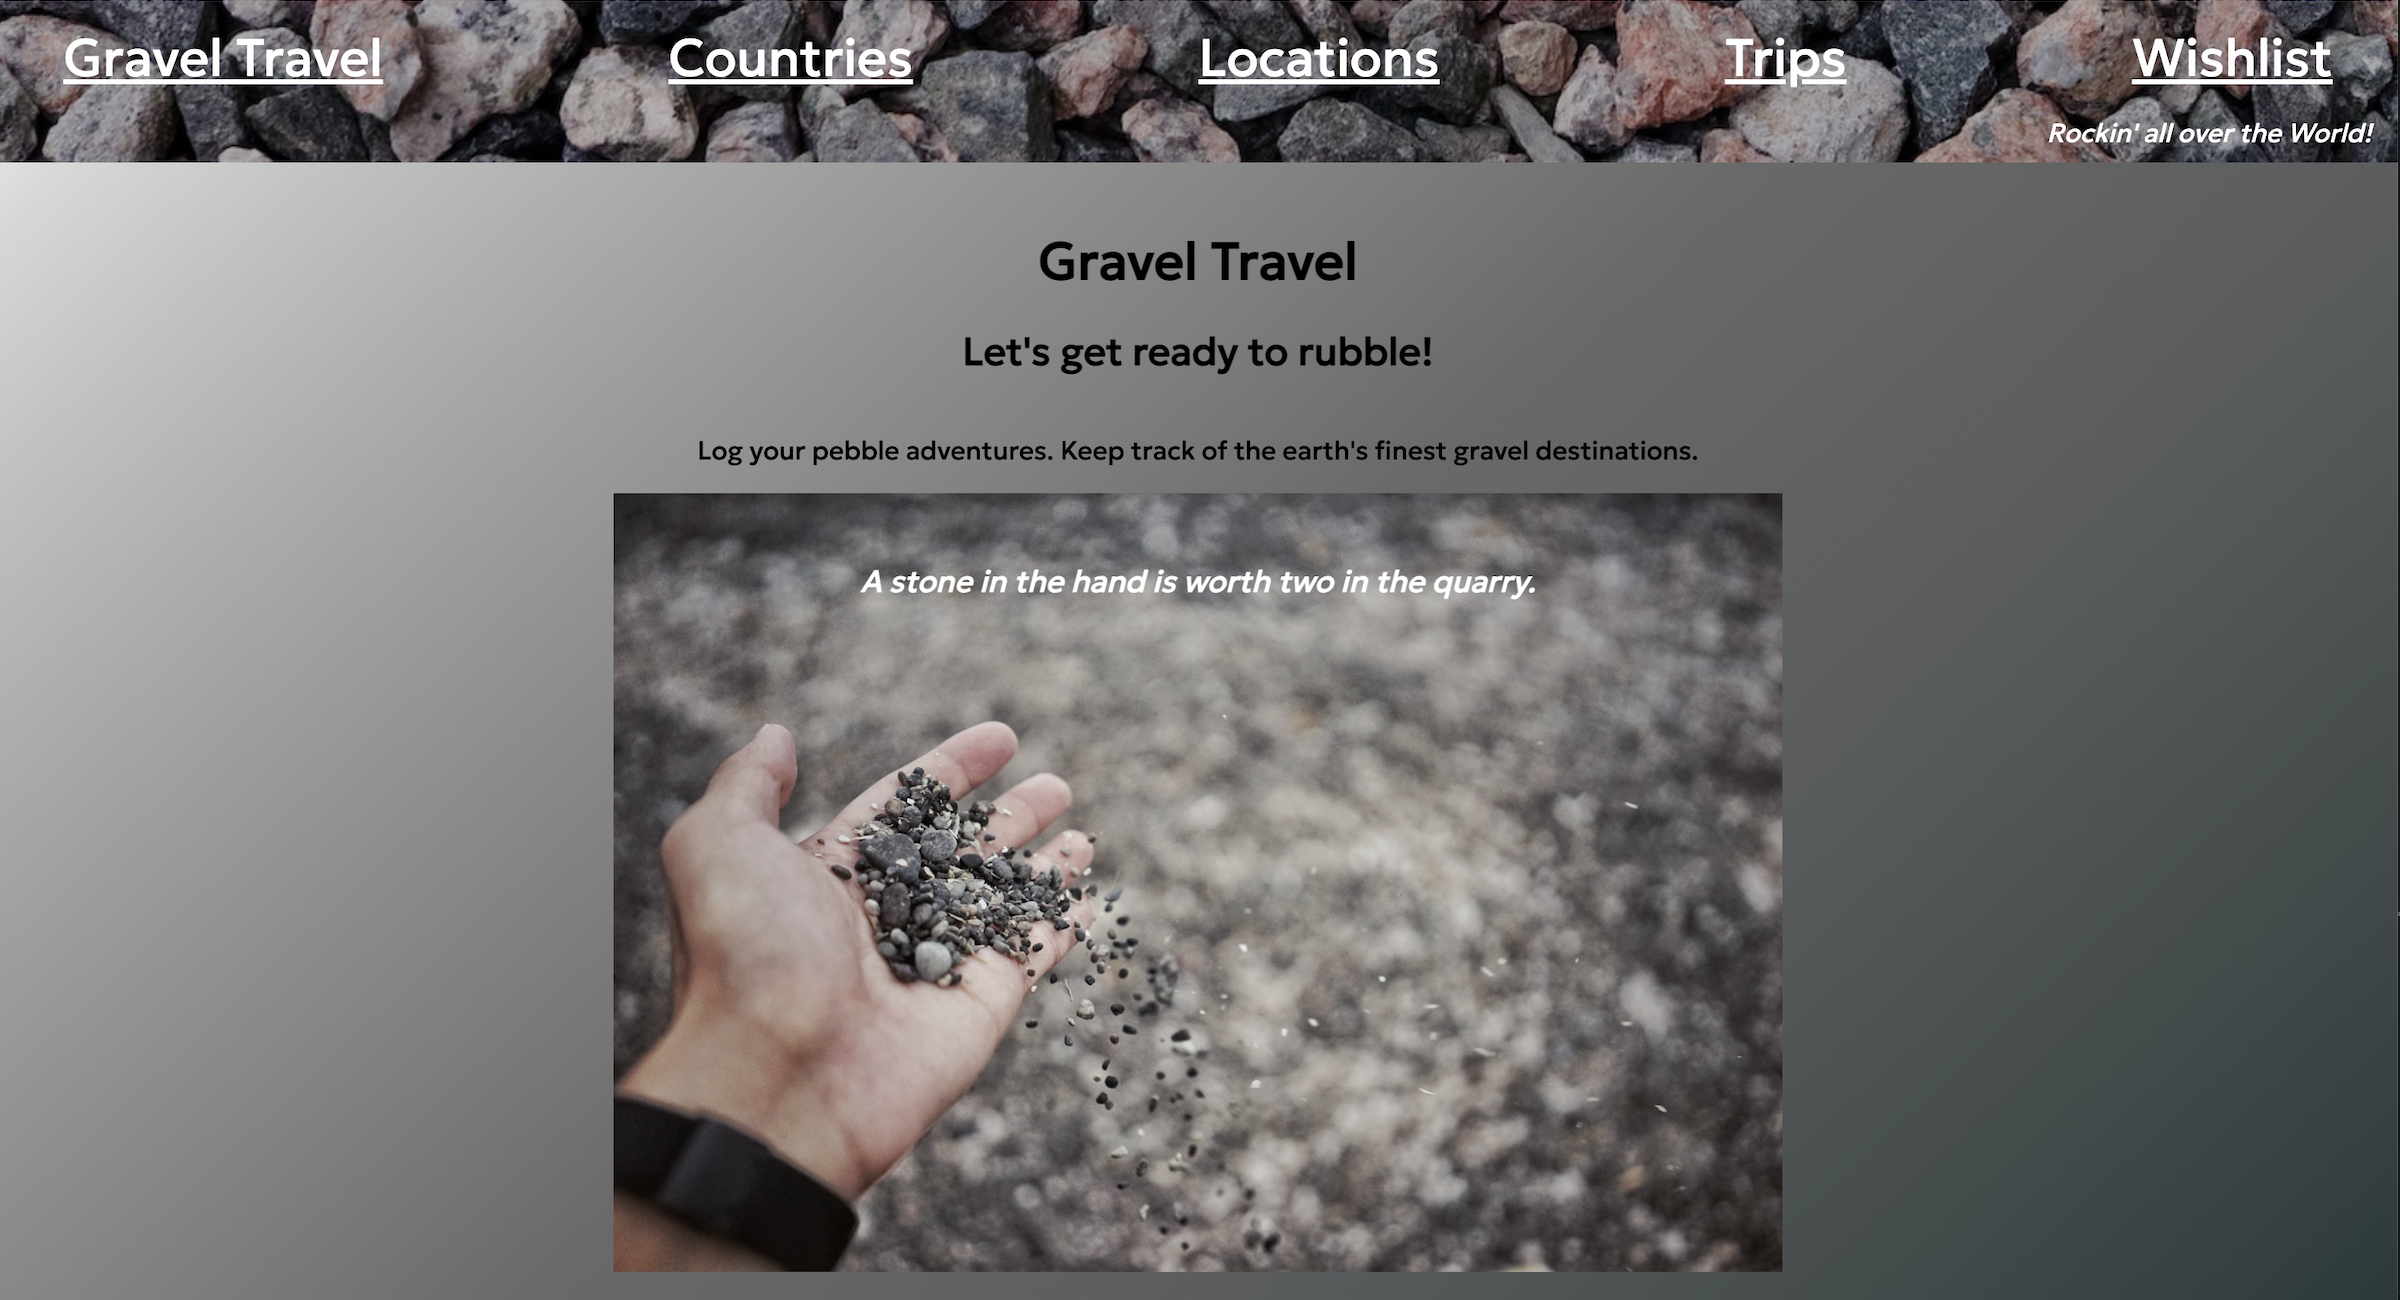 Gravel Travel Countries Locations Trips Wishlist
Rockin' all over the World!
Gravel Travel
Let's get ready to rubble!
Log your pebble adventures. Keep track of the earth's finest gravel destinations.
A stone in the hand is worth two in the quarry.